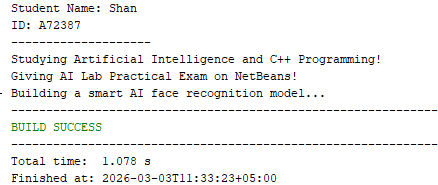 Student Name: Shan
ID: A72387
--------------------
Studying Artificial Intelligence and C++ Programming!
Giving AI Lab Practical Exam on NetBeans!
Building a smart AI face recognition model...
------------------------------------------------------------------------
BUILD SUCCESS
------------------------------------------------------------------------
Total time:  1.078 s
Finished at: 2026-03-03T11:33:23+05:00